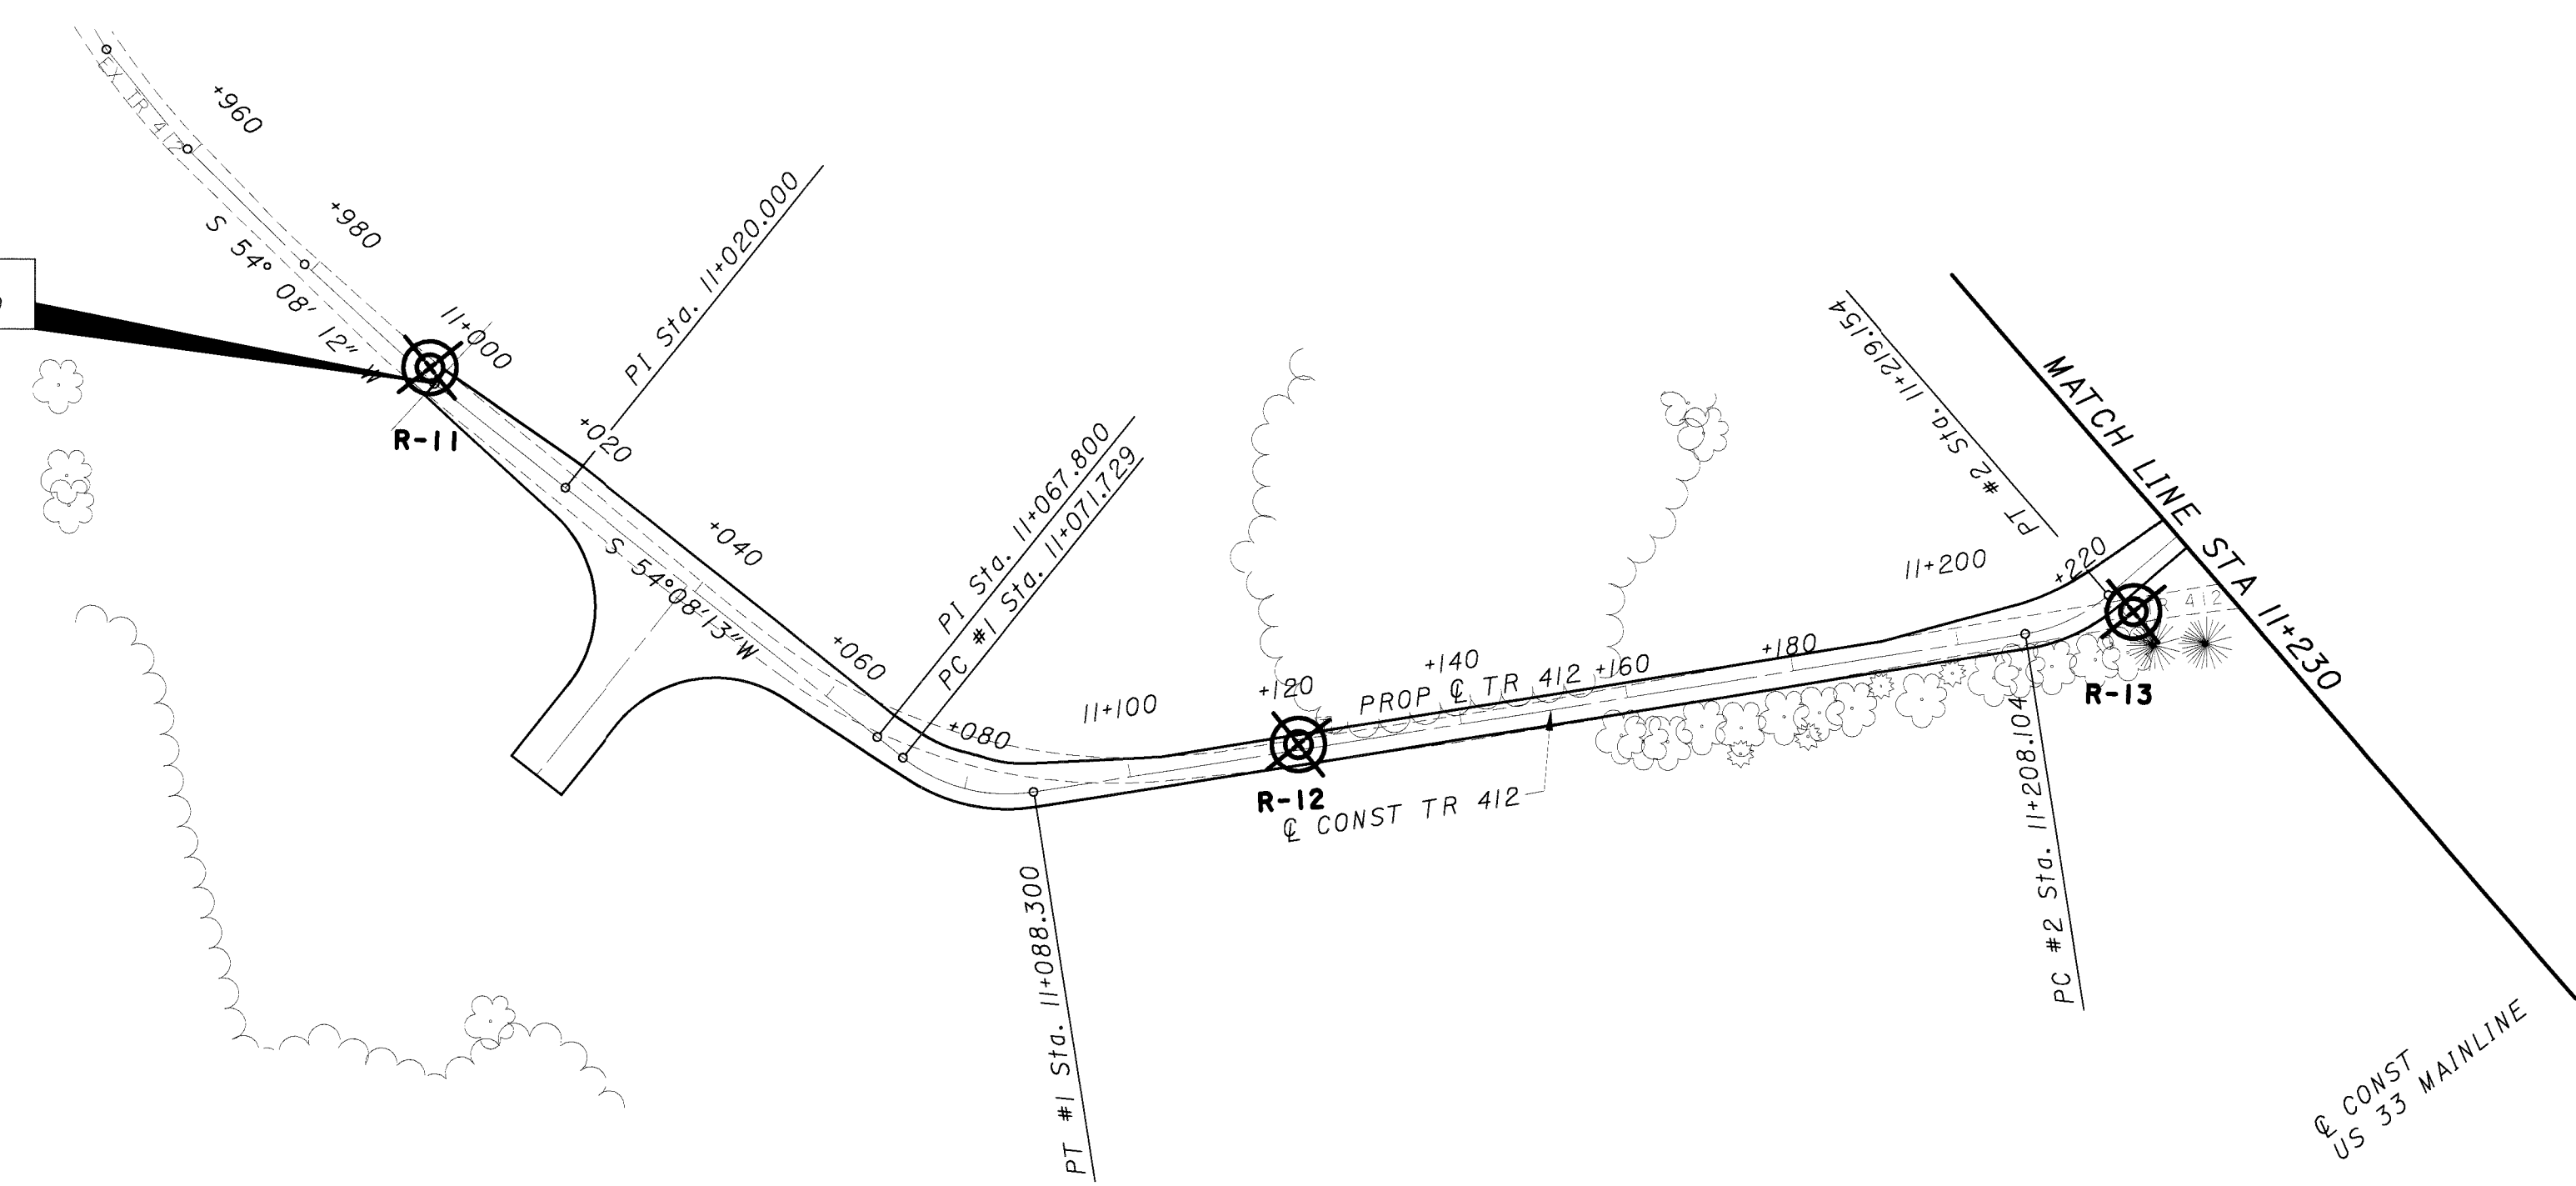 EX TR 412
+960
+980
S 54° 08' 12" W
11+000
R-11
PI Sta. 11+020.000
+020
+040
S 54°08'13"W
+060
PI Sta. 11+067.800
PC #1 Sta. 11+071.729
+080
11+100
PT #1 Sta. 11+088.300
+120
R-12
+140
PROP ℄ TR 412
+160
℄ CONST TR 412
+180
11+200
PT #2 Sta. 11+219.154
+220
R-13
412
PC #2 Sta. 11+208.104
MATCH LINE STA 11+230
℄ CONST
US 33 MAINLINE